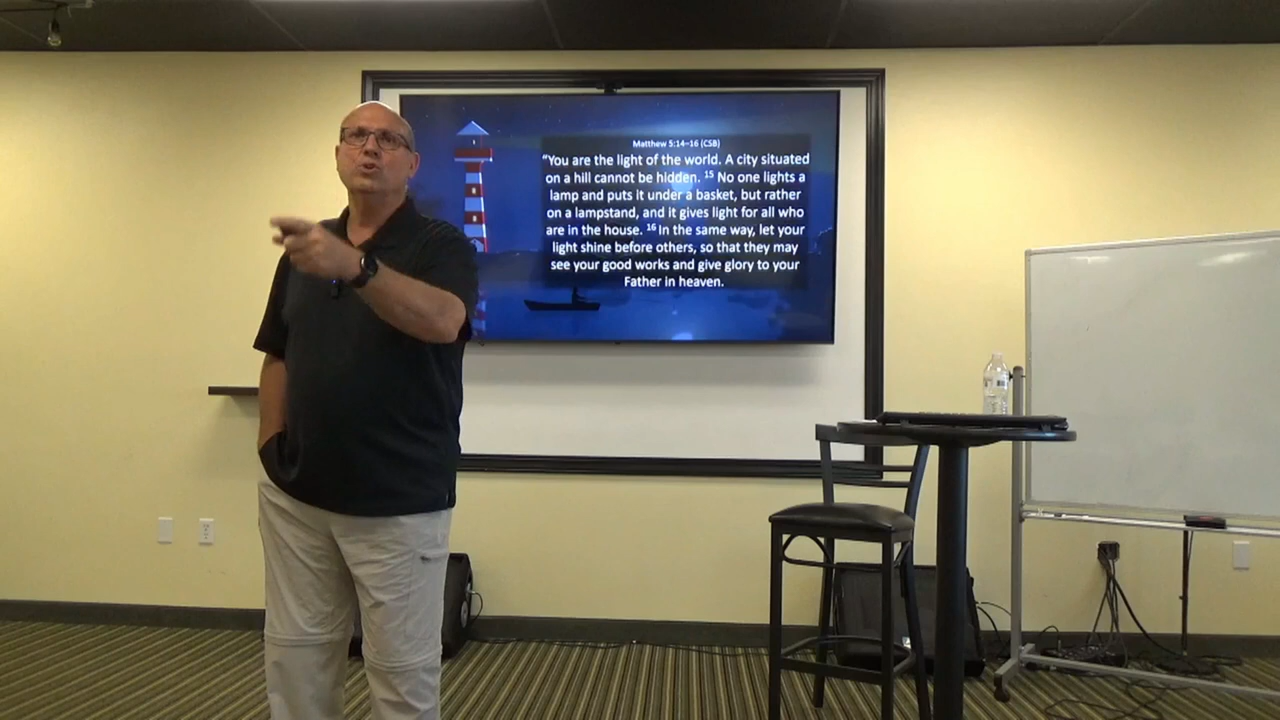 Matthew 5:14–16 (CSB)
“You are the light of the world. A city situated
on a hill cannot be hidden. 15 No one lights a
lamp and puts it under a basket, but rather
on a lampstand, and it gives light for all who
are in the house. 16 In the same way, let your
light shine before others, so that they may
see your good works and give glory to your
Father in heaven.